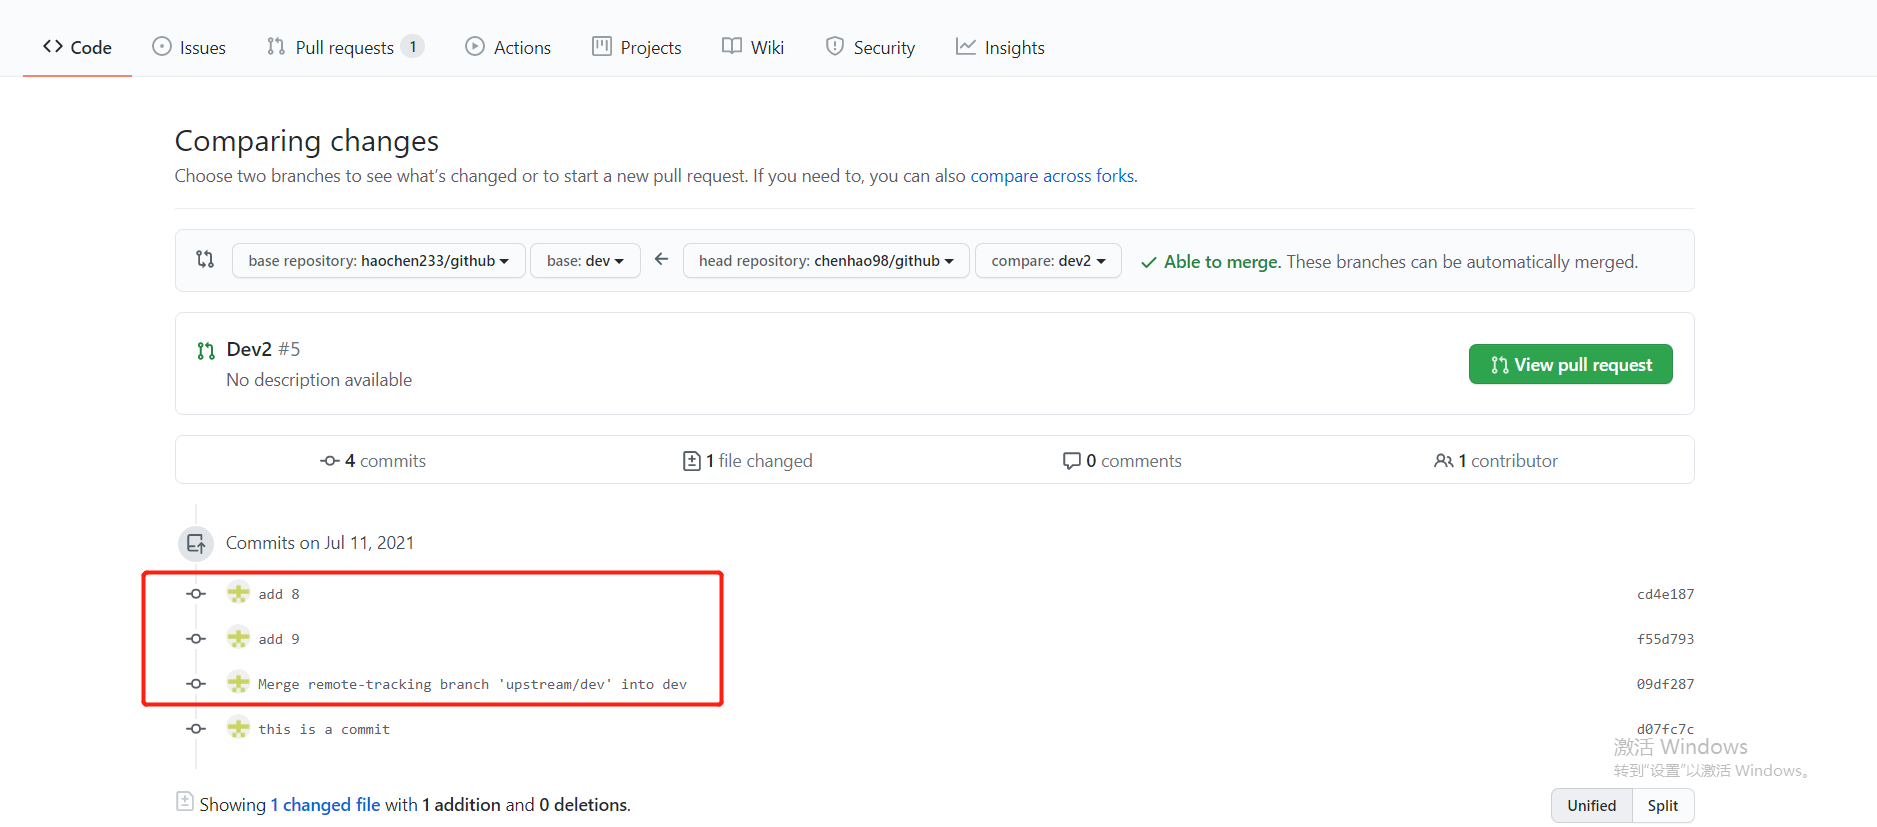 Code Issues Pull requests 1 Actions Projects Wiki Security Insights
Comparing changes
Choose two branches to see what's changed or to start a new pull request. If you need to, you can also compare across forks.
base repository: haochen233/github base: dev head repository: chenhao98/github compare: dev2 Able to merge. These branches can be automatically merged.
Dev2 #5
No description available
View pull request
4 commits 1 file changed 0 comments 1 contributor
Commits on Jul 11, 2021
add 8 cd4e187
add 9 f55d793
Merge remote-tracking branch 'upstream/dev' into dev 09df287
this is a commit d07fc7c
激活 Windows
转到“设置”以激活 Windows。
Showing 1 changed file with 1 addition and 0 deletions.
Unified Split